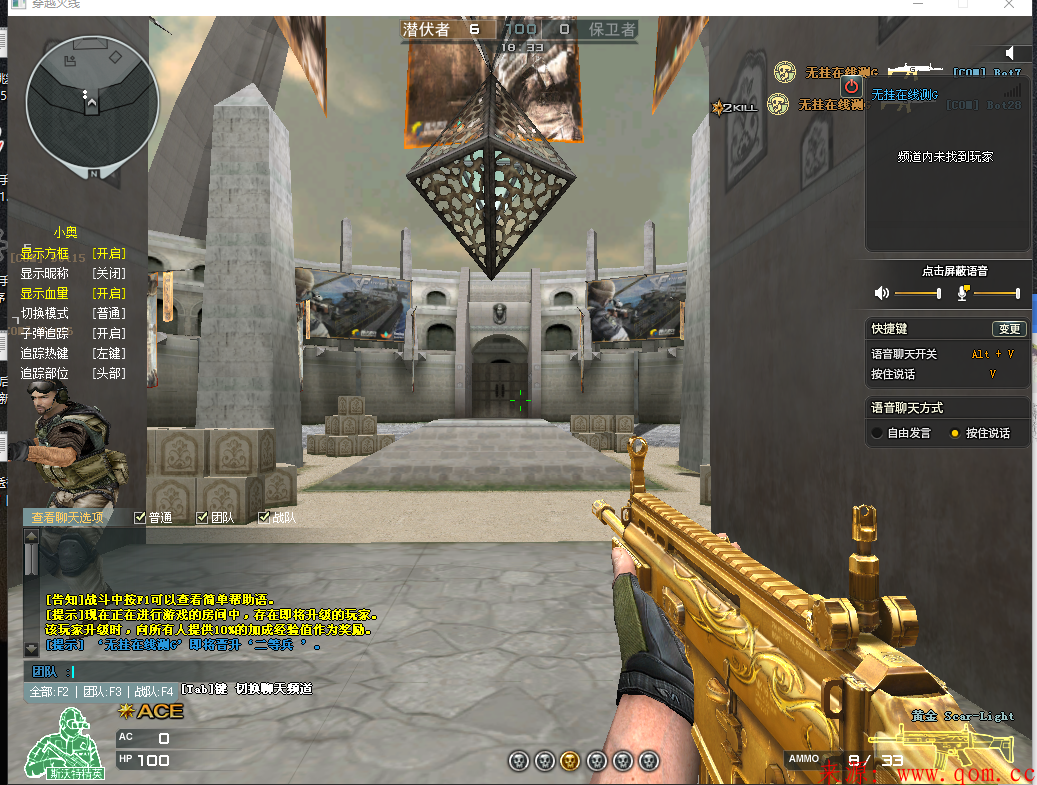 穿越火线
潜伏者 6 100 0 保卫者
18:33
无挂在线测G [COM] Bot7
2KILL 无挂在线测G [COM] Bot28
无挂在线测G
频道内未找到玩家
点击屏蔽语音
快捷键 变更
语音聊天开关 Alt + V
按住说话 V
语音聊天方式
自由发言 按住说话
N
小奥
显示方框 [开启]
显示昵称 [关闭]
显示血量 [开启]
切换模式 [普通]
子弹追踪 [开启]
追踪热键 [左键]
追踪部位 [头部]
查看聊天选项 普通 团队 战队
[告知]战斗中按F1可以查看简单帮助语。
[提示]现在正在进行游戏的房间中，存在即将升级的玩家。
该玩家升级时，向所有人提供10%的加成经验值作为奖励。
[提示] ‘无挂在线测G’即将晋升‘二等兵 ’。
团队 :
全部:F2 | 团队:F3 | 战队:F4 [Tab]键 切换聊天频道
ACE
AC 0
HP 100
斯沃特精英
黄金 Scar-Light
AMMO 8/ 33
来源：www.qom.cc